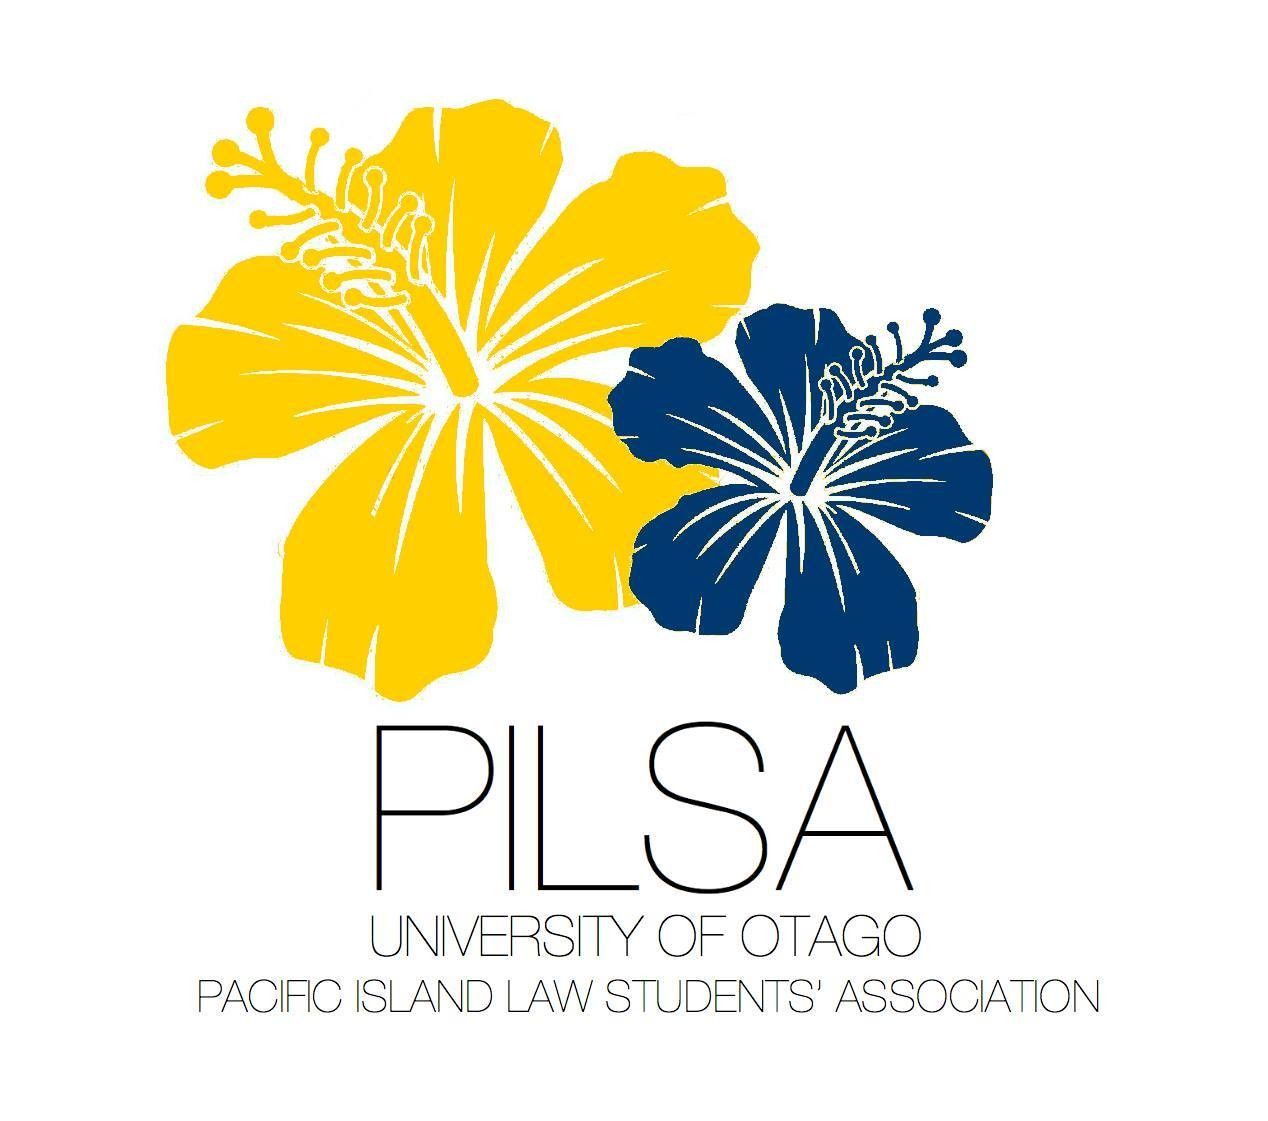 PILSA
UNIVERSITY OF OTAGO
PACIFIC ISLAND LAW STUDENTS' ASSOCIATION